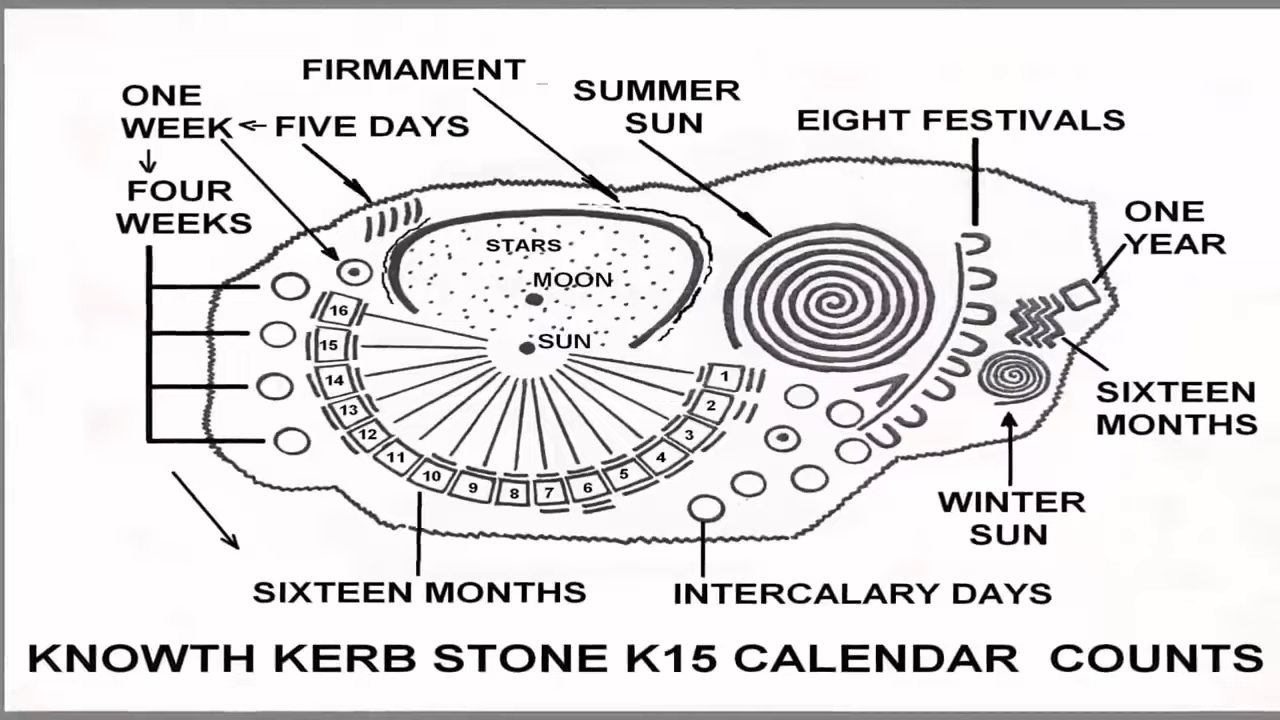 FIRMAMENT
ONE
WEEK
FIVE DAYS
SUMMER
SUN
EIGHT FESTIVALS
FOUR
WEEKS
ONE
YEAR
STARS
MOON
SUN
16
15
14
13
12
11
10
9
8
7
6
5
4
3
2
1
SIXTEEN
MONTHS
WINTER
SUN
SIXTEEN MONTHS
INTERCALARY DAYS
KNOWTH KERB STONE K15 CALENDAR COUNTS